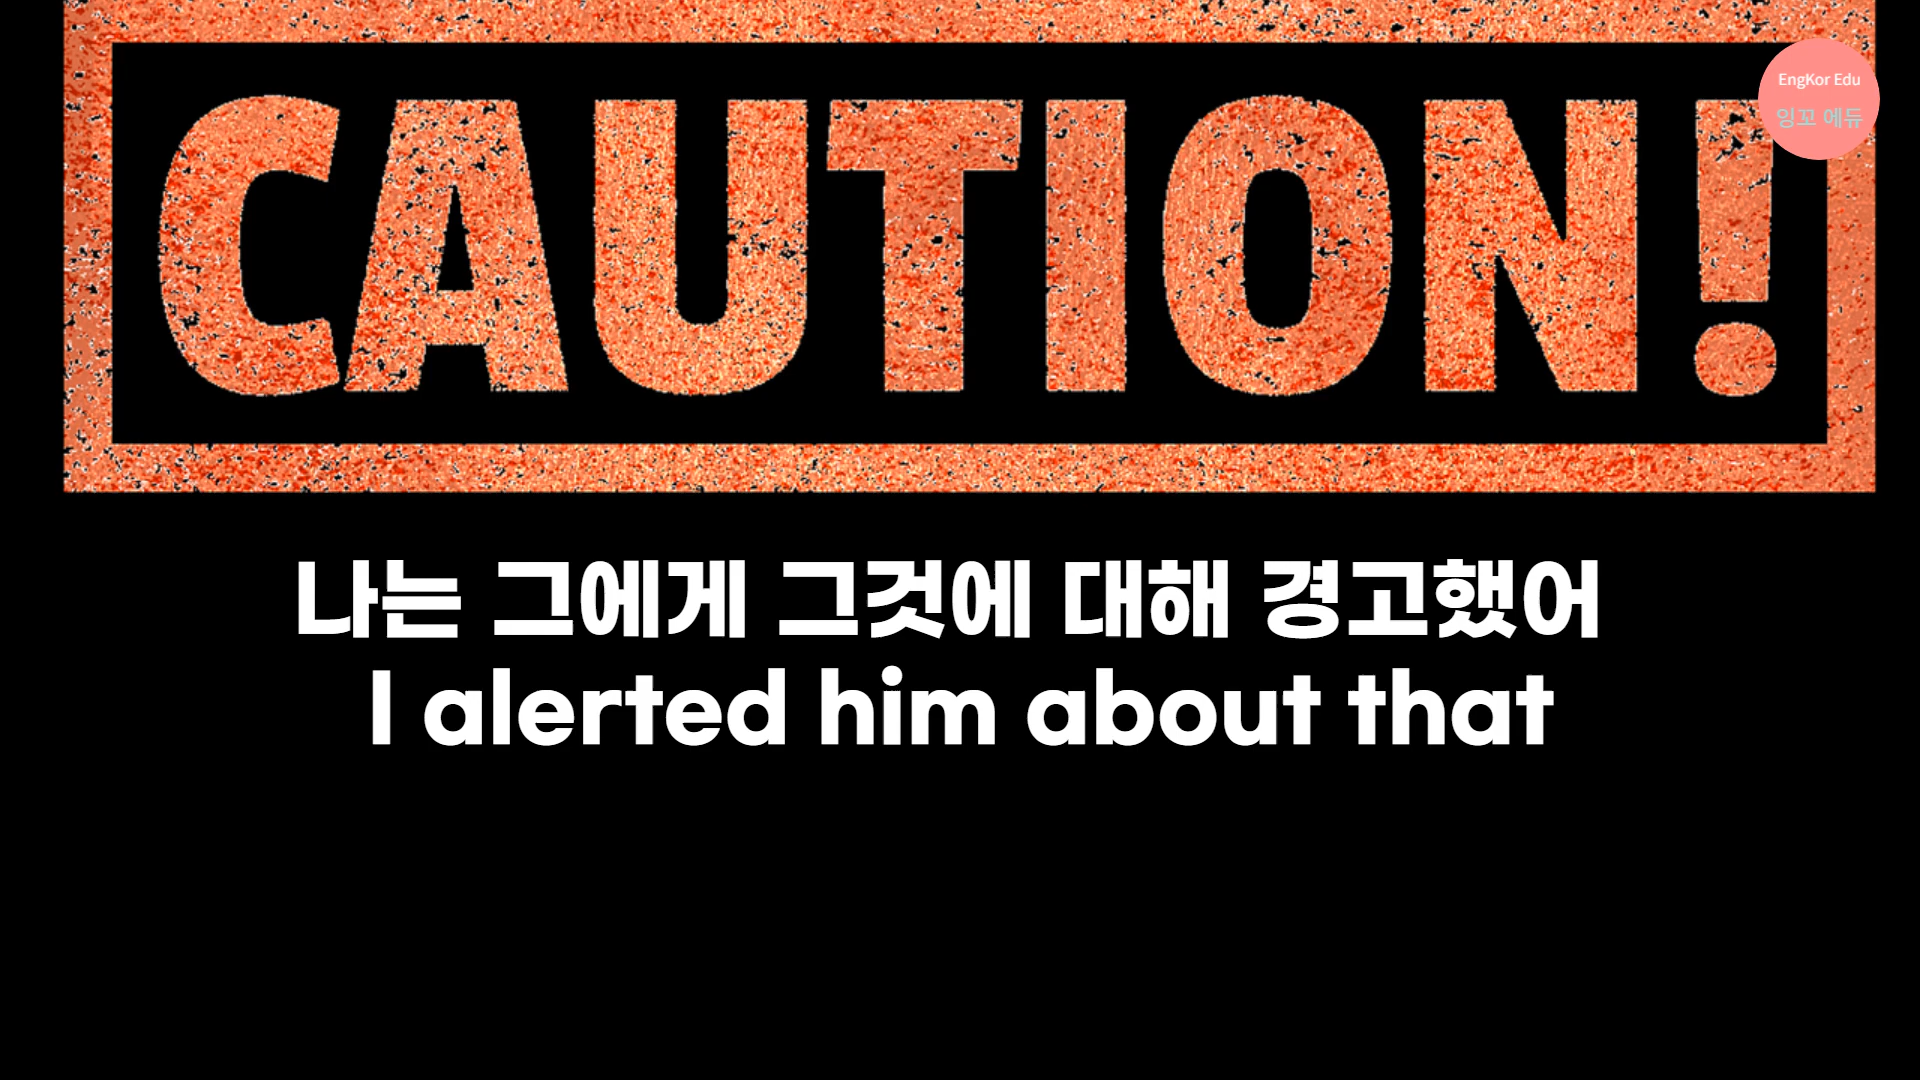 CAUTION!
EngKor Edu
잉꼬 에듀
나는 그에게 그것에 대해 경고했어
I alerted him about that